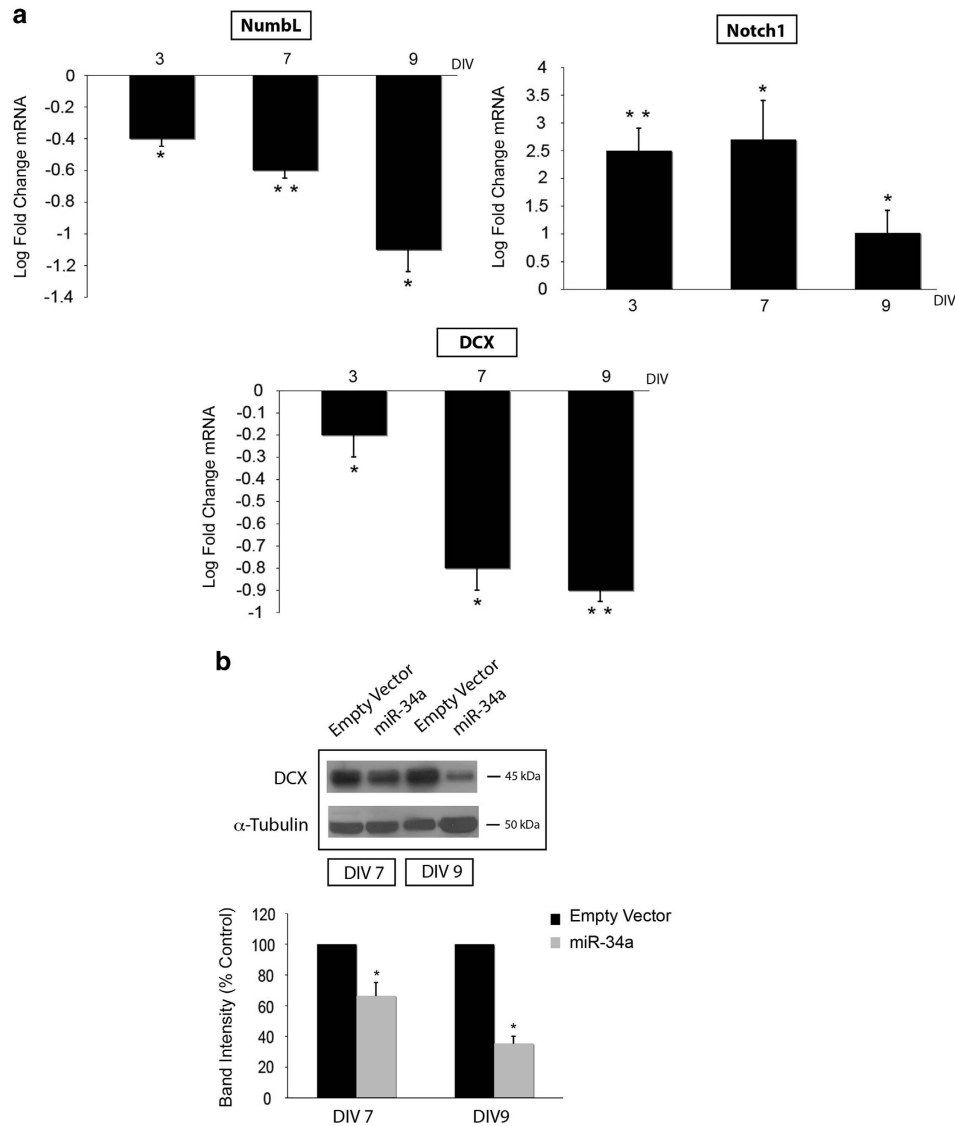 a
NumbL
3 7 9 DIV
0
-0.2
-0.4
-0.6
-0.8
-1
-1.2
-1.4
Log Fold Change mRNA
*
* *
*
Notch1
4
3.5
3
2.5
2
1.5
1
0.5
0
Log Fold Change mRNA
* *
*
*
3 7 9 DIV
DCX
3 7 9 DIV
0
-0.1
-0.2
-0.3
-0.4
-0.5
-0.6
-0.7
-0.8
-0.9
-1
Log Fold Change mRNA
*
*
* *
b
Empty Vector
miR-34a
Empty Vector
miR-34a
DCX
45 kDa
α-Tubulin
50 kDa
DIV 7 DIV 9
120
100
80
60
40
20
0
Band Intensity (% Control)
*
*
Empty Vector
miR-34a
DIV 7 DIV9